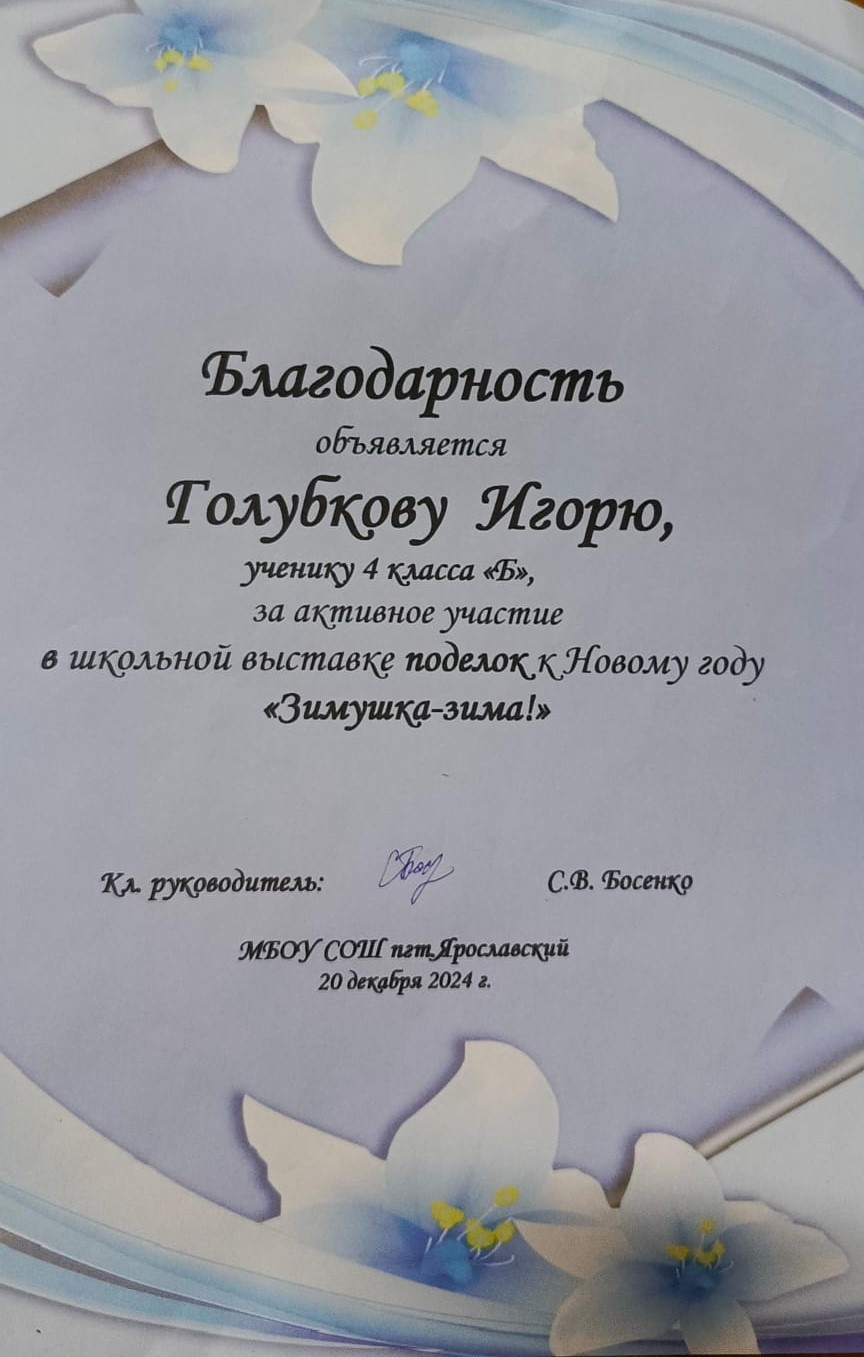 Благодарность
объявляется
Голубкову Игорю,
ученику 4 класса «Б»,
за активное участие
в школьной выставке поделок к Новому году
«Зимушка-зима!»
Кл. руководитель: С.В. Босенко
МБОУ СОШ пгт.Ярославский
20 декабря 2024 г.